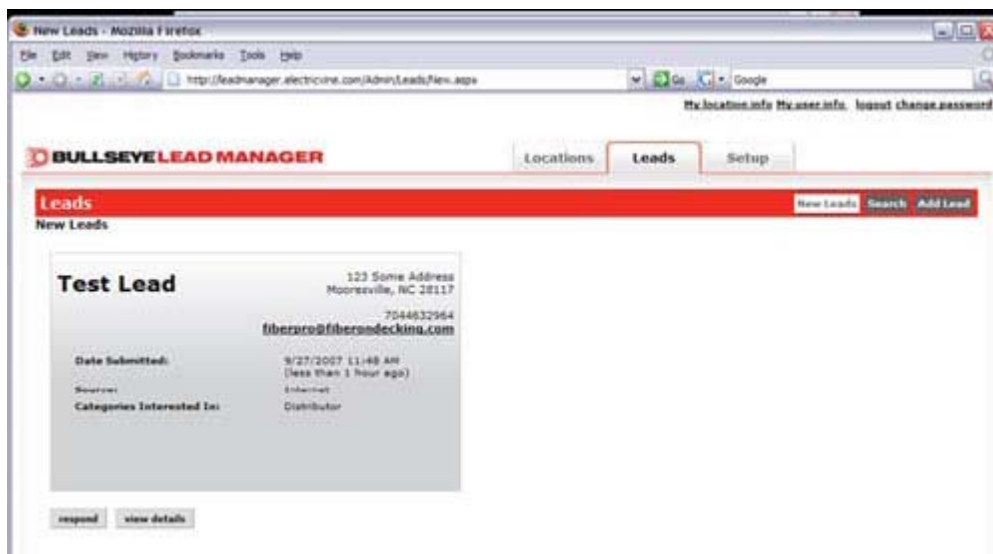 New Leads - Mozilla Firefox
File Edit View History Bookmarks Tools Help
http://leadmanager.electricvine.com/Admin/Leads/New.aspx Go Google
My.location.info My.user.info. logout change.password
BULLSEYELEAD MANAGER
Locations Leads Setup
Leads
New Leads Search Add Lead
New Leads
Test Lead
123 Some Address
Mooresville, NC 28117
7044632964
fiberpro@fiberondecking.com
Date Submitted: 9/27/2007 11:48 AM
(less than 1 hour ago)
Source: Internet
Categories Interested In: Distributor
respond view details